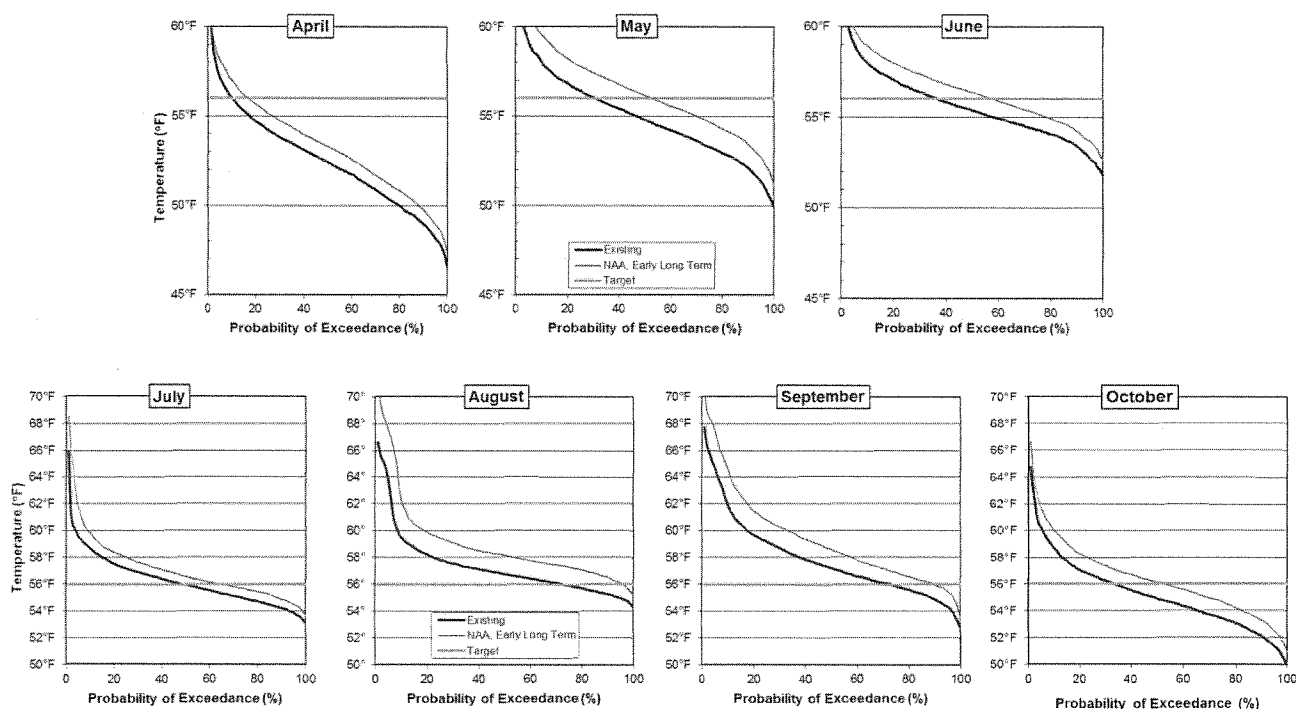 April
May
June
60°F
55°F
50°F
45°F
Temperature (°F)
0 20 40 60 80 100
Probability of Exceedance (%)
60°F
55°F
50°F
45°F
Existing
NAA, Early Long Term
Target
0 20 40 60 80 100
Probability of Exceedance (%)
60°F
55°F
50°F
45°F
0 20 40 60 80 100
Probability of Exceedance (%)
July
August
September
October
70°F
68°F
66°F
64°F
62°F
60°F
58°F
56°F
54°F
52°F
50°F
Temperature (°F)
0 20 40 60 80 100
Probability of Exceedance (%)
70°
68°
66°
64°
62°
60°
58°
56°
54°
52°
50°
Existing
NAA, Early Long Term
Target
0 20 40 60 80 100
Probability of Exceedance (%)
70°F
68°F
66°F
64°F
62°F
60°F
58°F
56°F
54°F
52°F
50°F
0 20 40 60 80 100
Probability of Exceedance (%)
70°F
68°F
66°F
64°F
62°F
60°F
58°F
56°F
54°F
52°F
50°F
0 20 40 60 80 100
Probability of Exceedance (%)